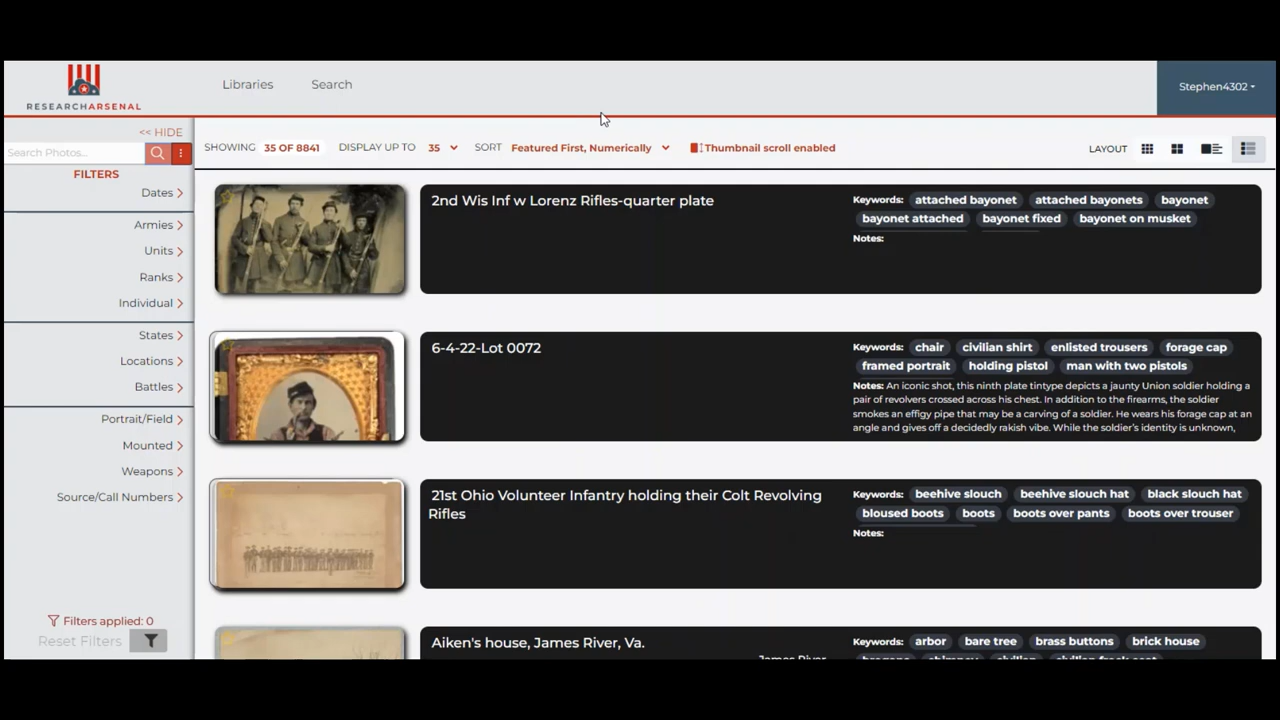 Libraries Search
Stephen4302
RESEARCHARSENAL
<< HIDE
Search Photos...
FILTERS
Dates
Armies
Units
Ranks
Individual
States
Locations
Battles
Portrait/Field
Mounted
Weapons
Source/Call Numbers
Filters applied: 0
Reset Filters
SHOWING 35 OF 8841 DISPLAY UP TO 35 SORT Featured First, Numerically Thumbnail scroll enabled LAYOUT
2nd Wis Inf w Lorenz Rifles-quarter plate
Keywords: attached bayonet attached bayonets bayonet
bayonet attached bayonet fixed bayonet on musket
Notes:
6-4-22-Lot 0072
Keywords: chair civilian shirt enlisted trousers forage cap
framed portrait holding pistol man with two pistols
Notes: An iconic shot, this ninth plate tintype depicts a jaunty Union soldier holding a
pair of revolvers crossed across his chest. In addition to the firearms, the soldier
smokes an effigy pipe that may be a carving of a soldier. He wears his forage cap at an
angle and gives off a decidedly rakish vibe. While the soldier's identity is unknown,
21st Ohio Volunteer Infantry holding their Colt Revolving
Rifles
Keywords: beehive slouch beehive slouch hat black slouch hat
bloused boots boots boots over pants boots over trouser
Notes:
Aiken's house, James River, Va.
James River
Keywords: arbor bare tree brass buttons brick house
brogans chimney civilian civilian frock coat